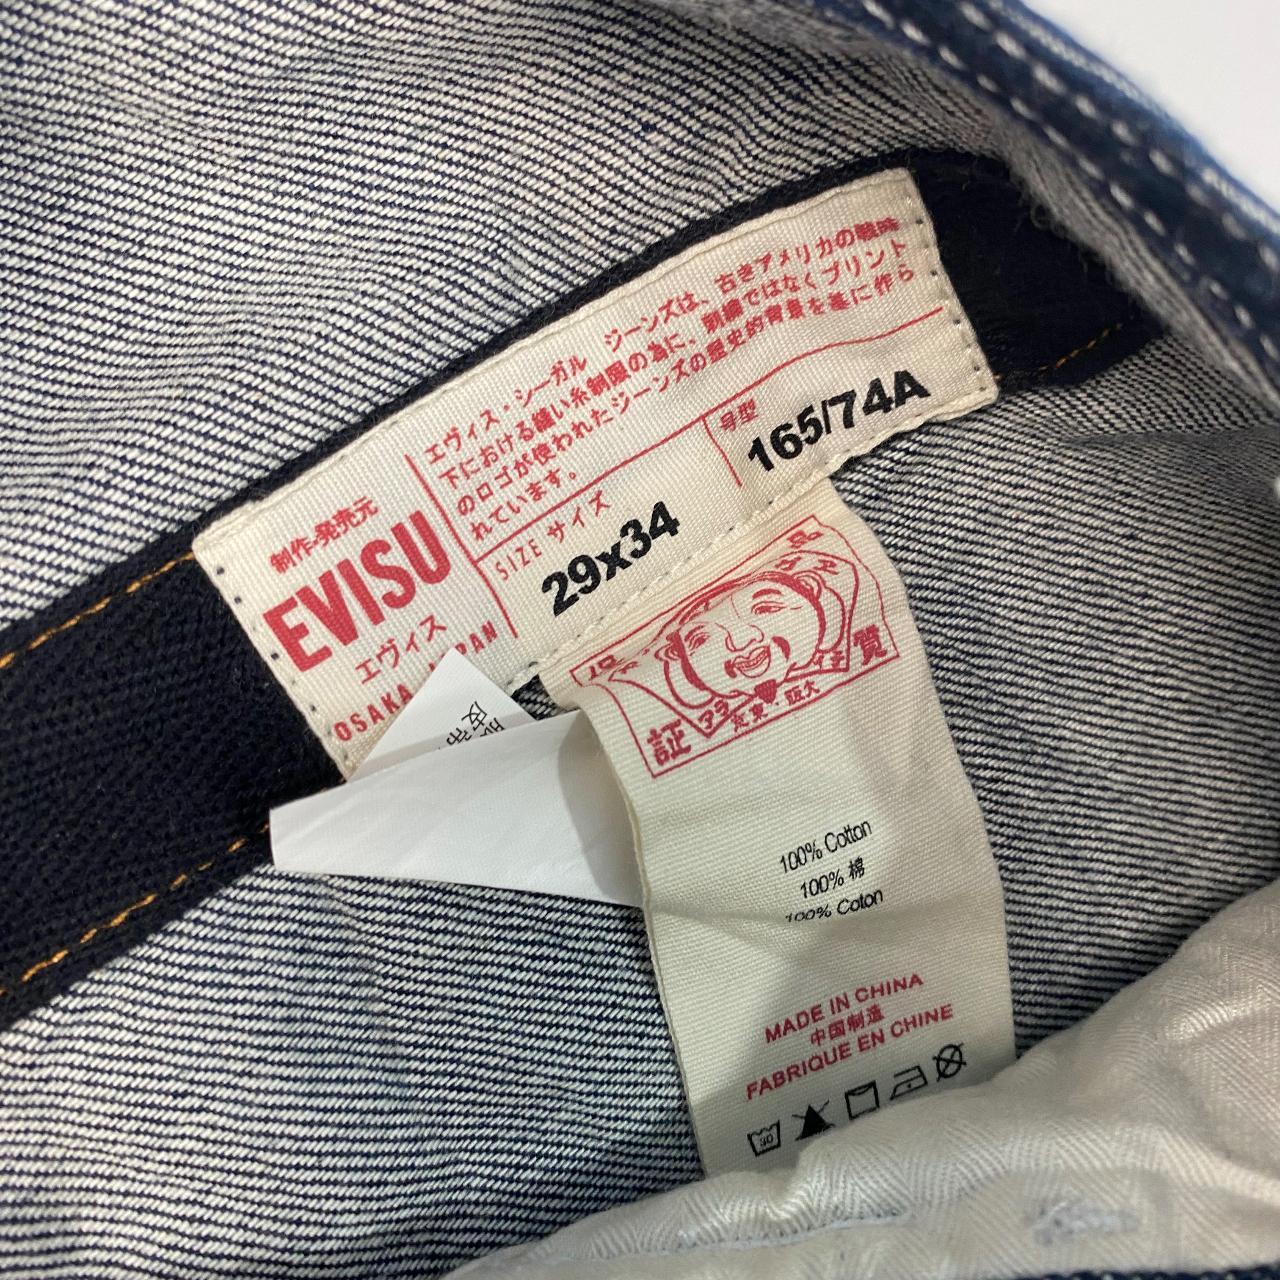 制作・発売元
EVISU
エヴィス
OSAKA
エヴィス・シーガル ジーンズは、古きアメリカの戦時
下における縫い糸制限の為に、刺繍ではなくプリント
のロゴが使われたジーンズの歴史的背景を基に作ら
れています。
SIZE サイズ
29x34
号型
165/74A
証
質
大阪・東京
100% Cotton
100% 棉
100% Coton
MADE IN CHINA
中国制造
FABRIQUE EN CHINE
30